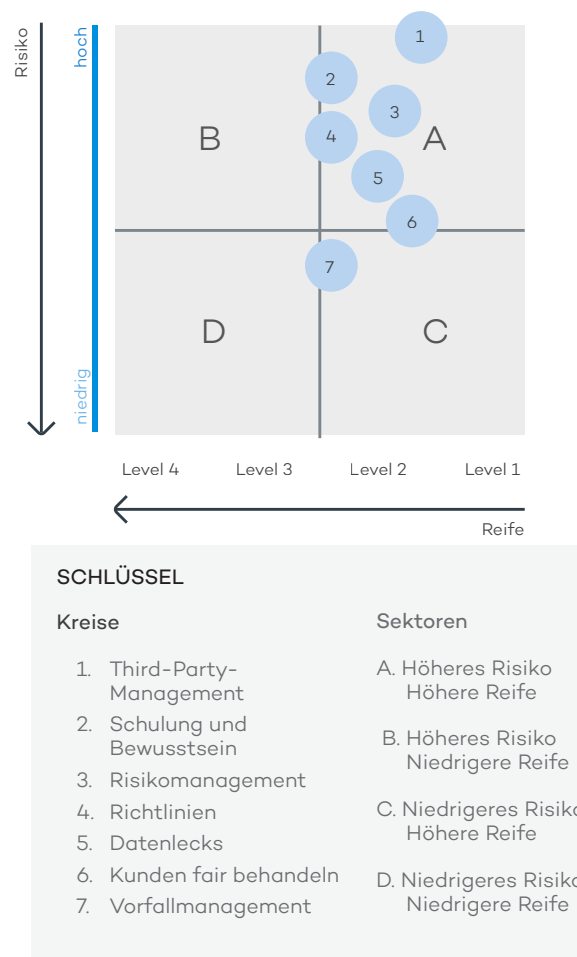 Risiko
hoch
niedrig
1
2
3
B
4
A
5
6
7
D
C
Level 4
Level 3
Level 2
Level 1
Reife
SCHLÜSSEL
Kreise
1. Third-Party-
Management
2. Schulung und
Bewusstsein
3. Risikomanagement
4. Richtlinien
5. Datenlecks
6. Kunden fair behandeln
7. Vorfallmanagement
Sektoren
A. Höheres Risiko
Höhere Reife
B. Höheres Risiko
Niedrigere Reife
C. Niedrigeres Risiko
Höhere Reife
D. Niedrigeres Risiko
Niedrigere Reife